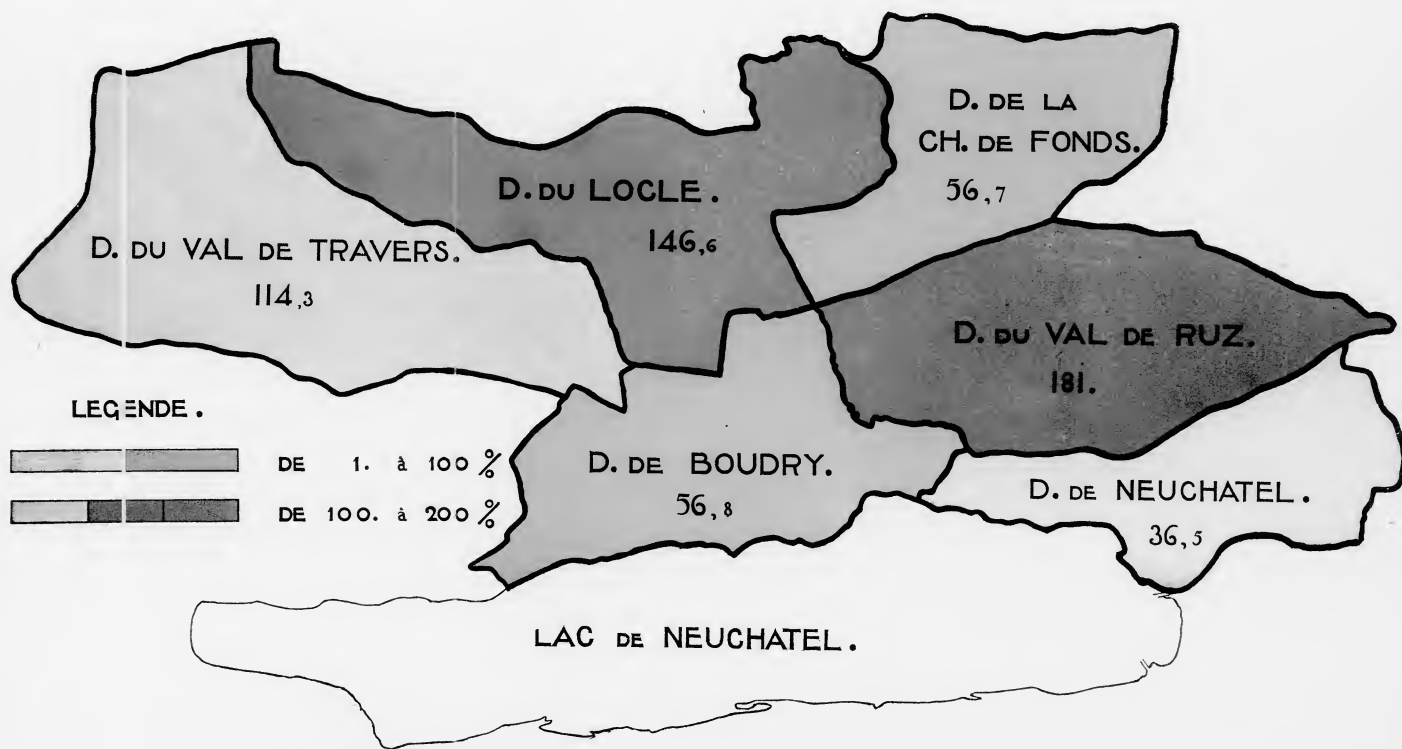 D. DE LA
CH. DE FONDS.
56,7
D. DU LOCLE.
146,6
D. DU VAL DE TRAVERS.
114,3
D. DU VAL DE RUZ.
181.
LEGENDE.
DE 1. à 100 %
DE 100. à 200 %
D. DE BOUDRY.
56,8
D. DE NEUCHATEL.
36,5
LAC DE NEUCHATEL.